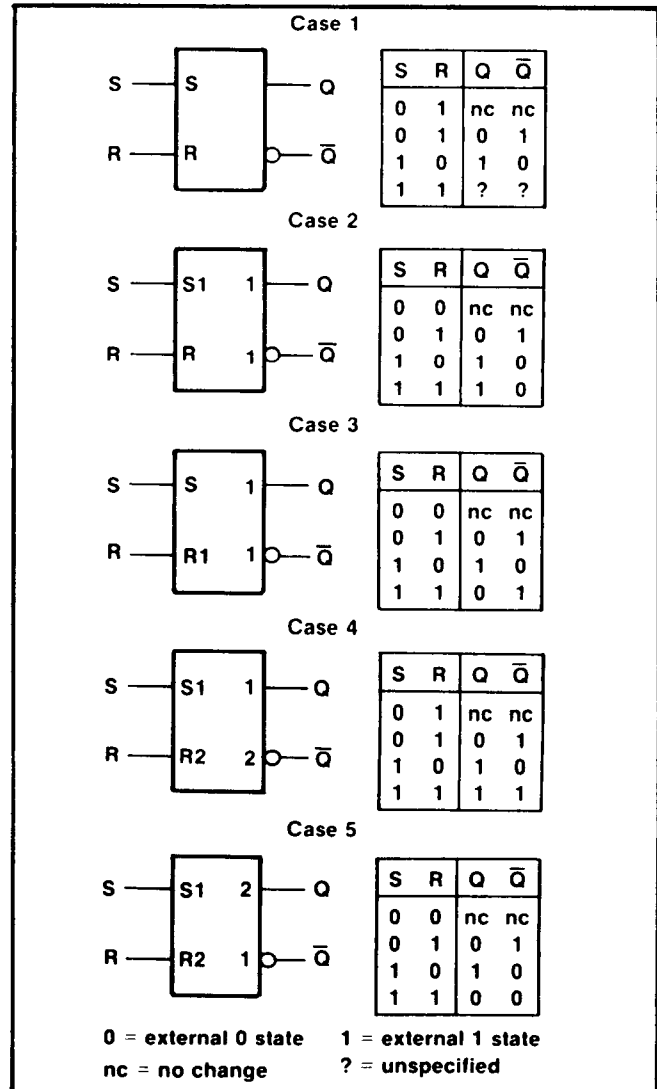 Case 1
S S Q
R R Q̅
S R Q Q̅
0 1 nc nc
0 1 0 1
1 0 1 0
1 1 ? ?
Case 2
S S1 1 Q
R R 1 Q̅
S R Q Q̅
0 0 nc nc
0 1 0 1
1 0 1 0
1 1 1 0
Case 3
S S 1 Q
R R1 1 Q̅
S R Q Q̅
0 0 nc nc
0 1 0 1
1 0 1 0
1 1 0 1
Case 4
S S1 1 Q
R R2 2 Q̅
S R Q Q̅
0 1 nc nc
0 1 0 1
1 0 1 0
1 1 1 1
Case 5
S S1 2 Q
R R2 1 Q̅
S R Q Q̅
0 0 nc nc
0 1 0 1
1 0 1 0
1 1 0 0
0 = external 0 state 1 = external 1 state
nc = no change ? = unspecified